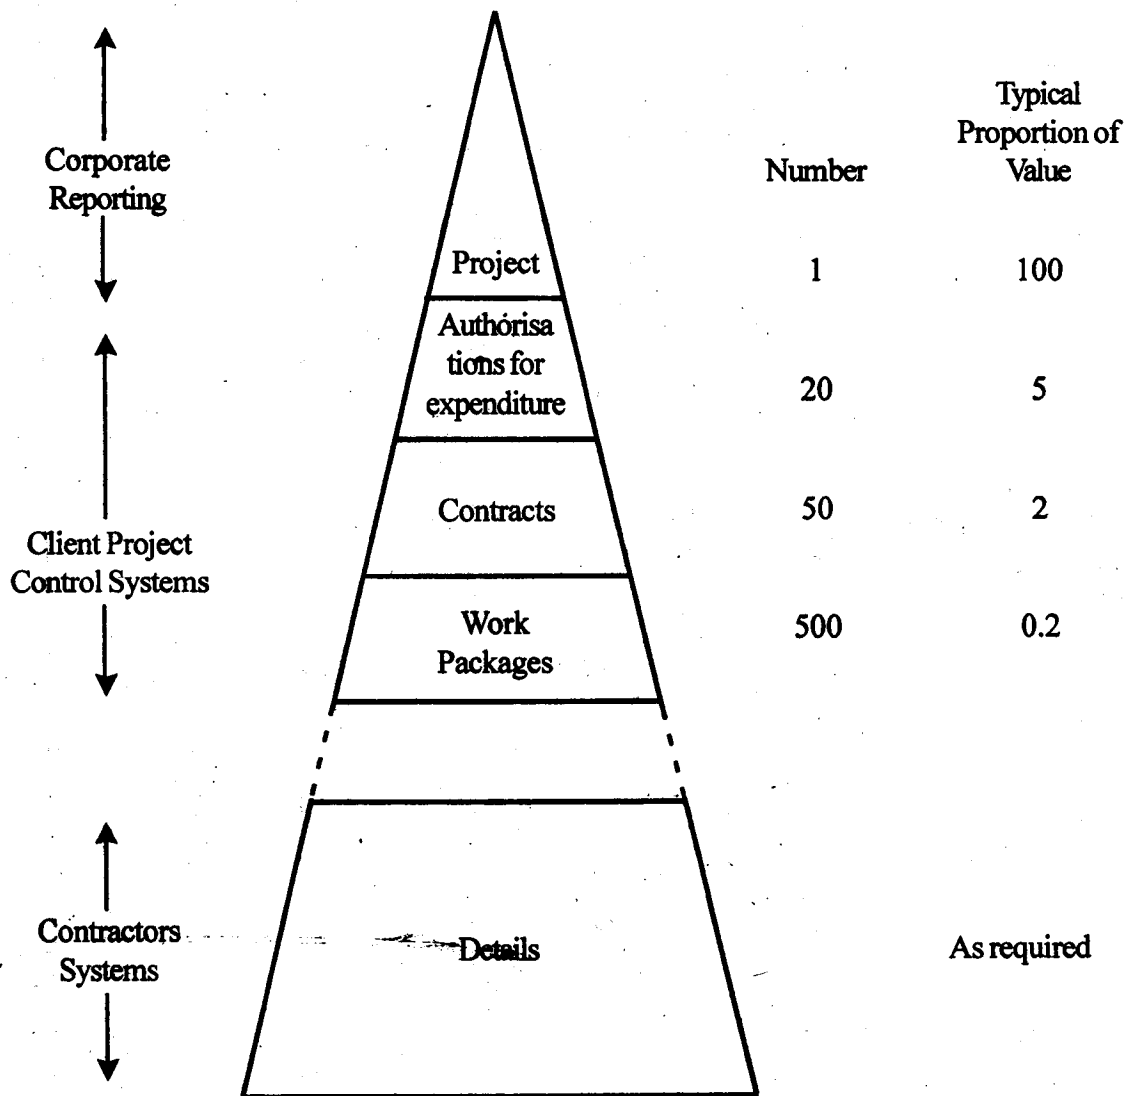 Typical
Proportion of
Value
Number
Corporate
Reporting
Project
1
100
Authorisa
tions for
expenditure
20
5
Contracts
50
2
Client Project
Control Systems
Work
Packages
500
0.2
Contractors
Systems
Details
As required